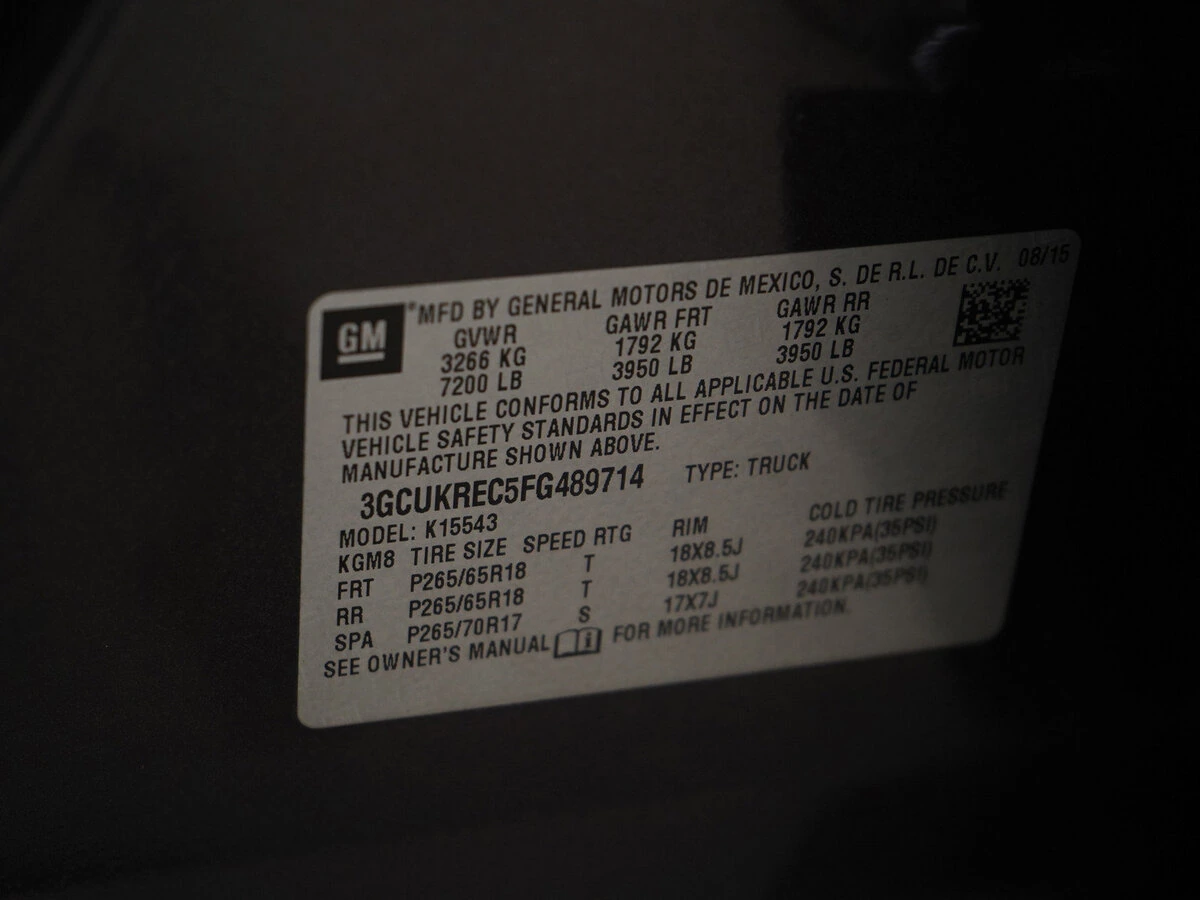 GM
*MFD BY GENERAL MOTORS DE MEXICO, S. DE R.L. DE C.V. 08/15
GVWR GAWR FRT GAWR RR
3266 KG 1792 KG 1792 KG
7200 LB 3950 LB 3950 LB
THIS VEHICLE CONFORMS TO ALL APPLICABLE U.S. FEDERAL MOTOR
VEHICLE SAFETY STANDARDS IN EFFECT ON THE DATE OF
MANUFACTURE SHOWN ABOVE.
3GCUKREC5FG489714 TYPE: TRUCK
MODEL: K15543
KGM8 TIRE SIZE SPEED RTG RIM COLD TIRE PRESSURE
FRT P265/65R18 T 18X8.5J 240KPA(35PSI)
RR P265/65R18 T 18X8.5J 240KPA(35PSI)
SPA P265/70R17 S 17X7J 240KPA(35PSI)
SEE OWNER'S MANUAL i FOR MORE INFORMATION.